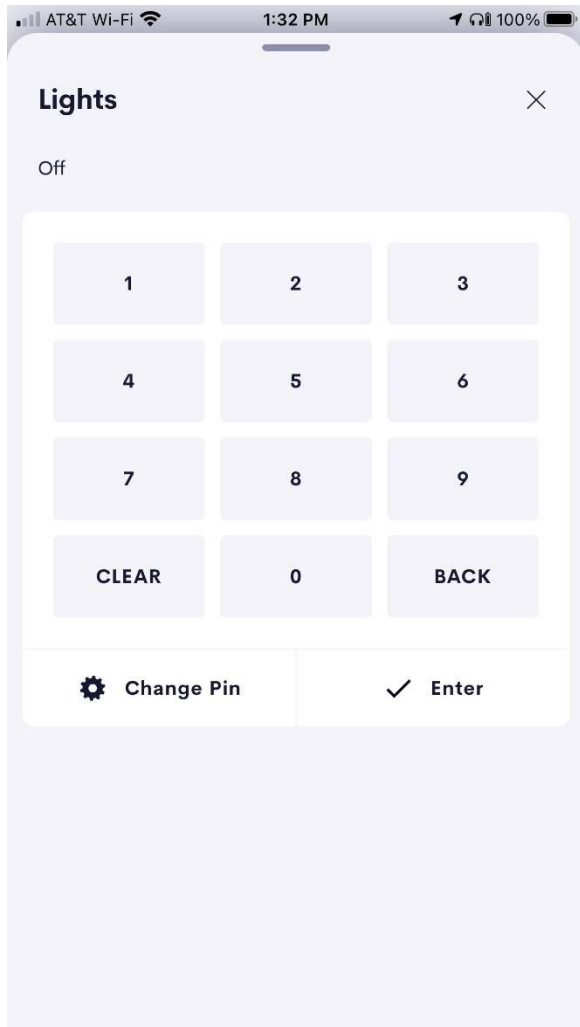 AT&T Wi-Fi 1:32 PM 100%
Lights
Off
1 2 3
4 5 6
7 8 9
CLEAR 0 BACK
Change Pin Enter